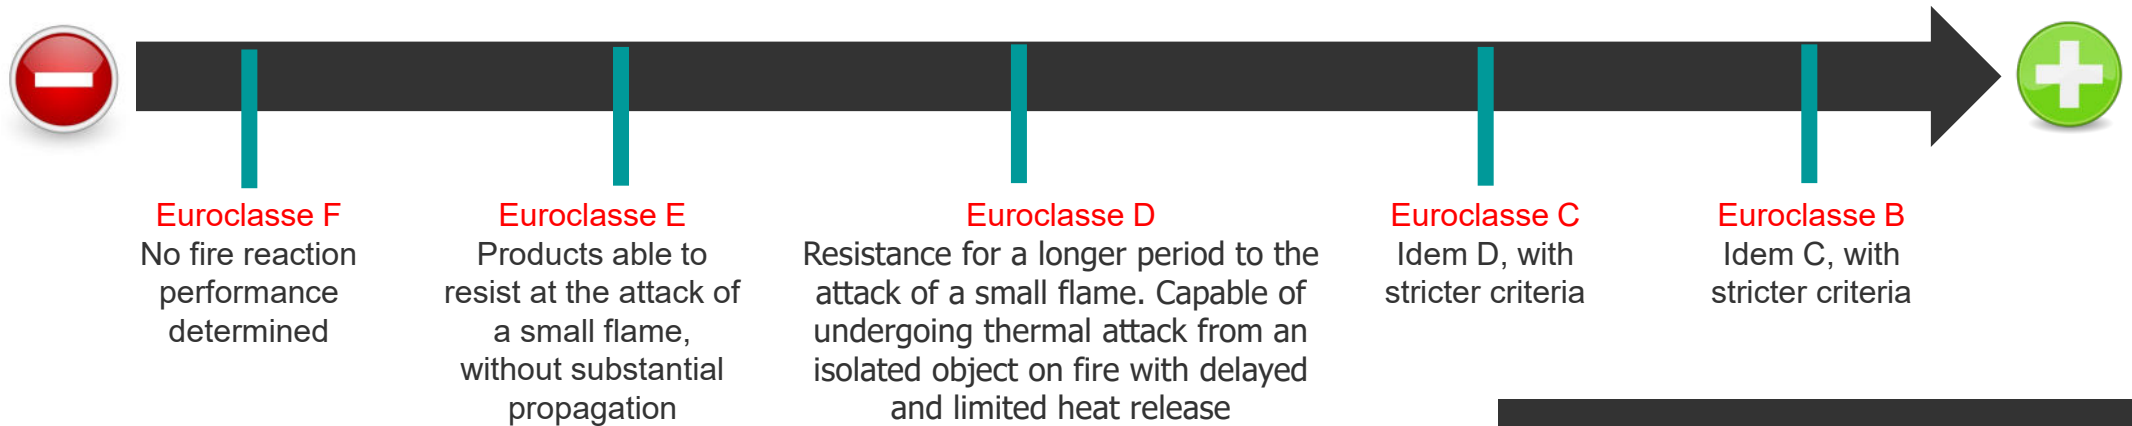 Euroclasse F
No fire reaction
performance
determined
Euroclasse E
Products able to
resist at the attack of
a small flame,
without substantial
propagation
Euroclasse D
Resistance for a longer period to the
attack of a small flame. Capable of
undergoing thermal attack from an
isolated object on fire with delayed
and limited heat release
Euroclasse C
Idem D, with
stricter criteria
Euroclasse B
Idem C, with
stricter criteria